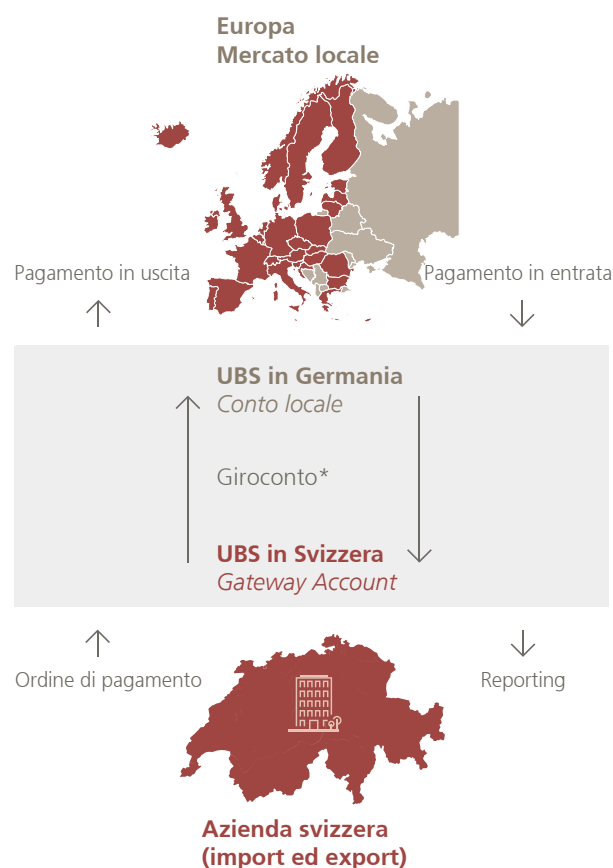 Europa
Mercato locale
Pagamento in uscita
Pagamento in entrata
UBS in Germania
Conto locale
Giroconto*
UBS in Svizzera
Gateway Account
Ordine di pagamento
Reporting
Azienda svizzera
(import ed export)